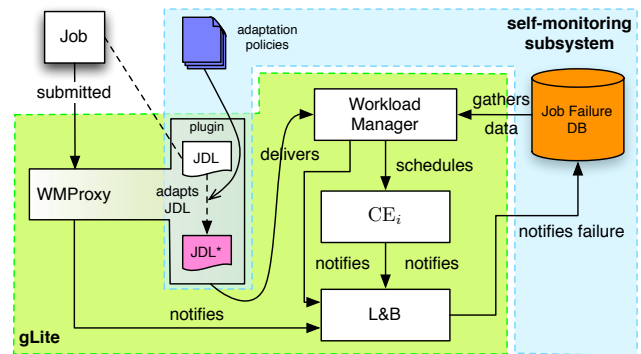 Job
adaptation
policies
self-monitoring
subsystem
submitted
plugin
Workload
Manager
gathers
data
Job Failure
DB
JDL
delivers
schedules
WMProxy
adapts
JDL
CEi
JDL*
notifies
notifies
notifies failure
notifies
L&B
gLite